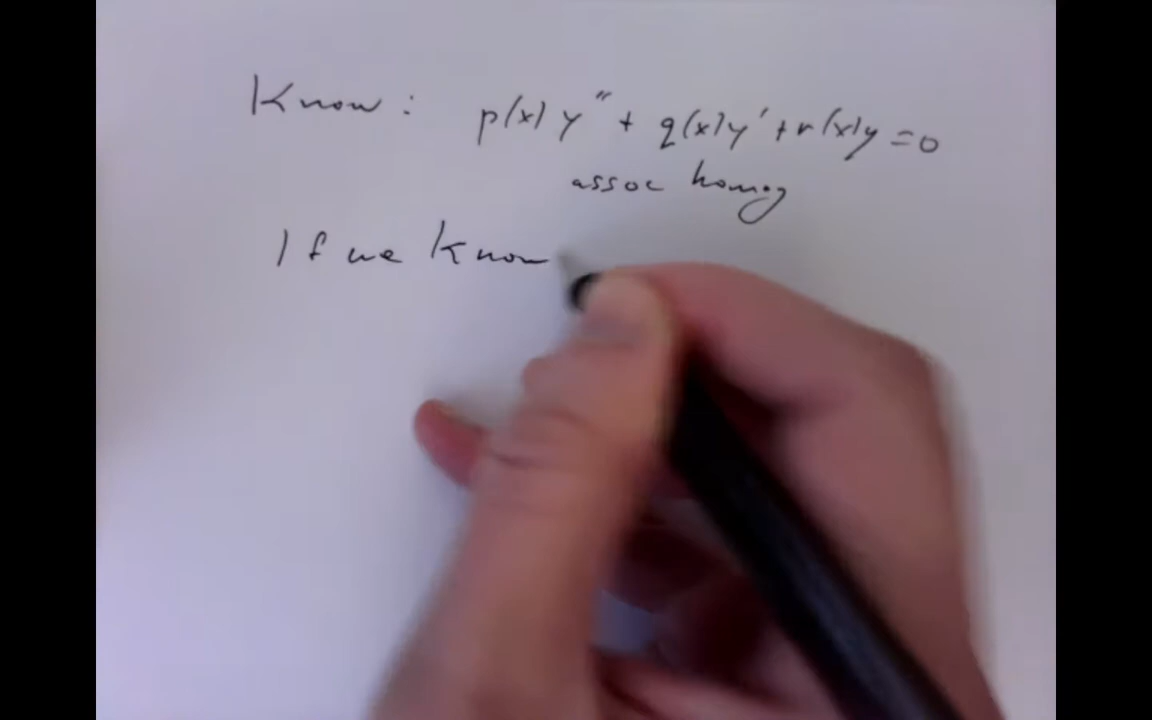 Know: p(x) y'' + q(x)y' + r(x)y = 0
assoc homog
If we know